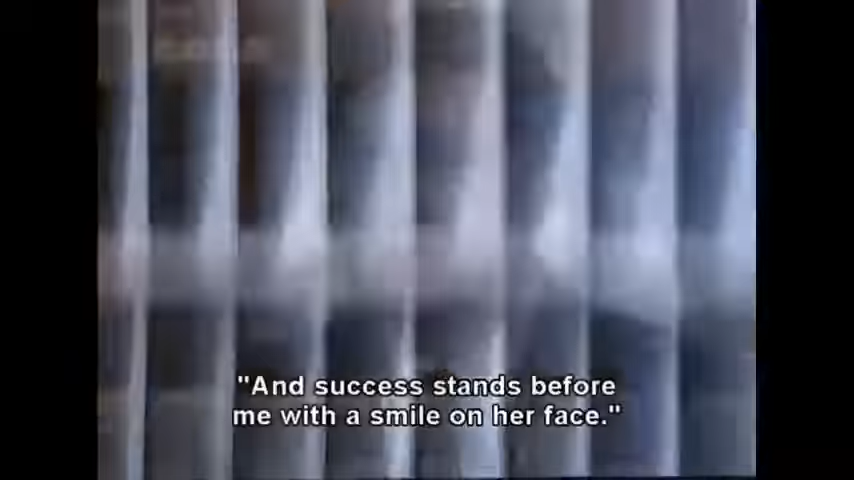 "And success stands before
me with a smile on her face."